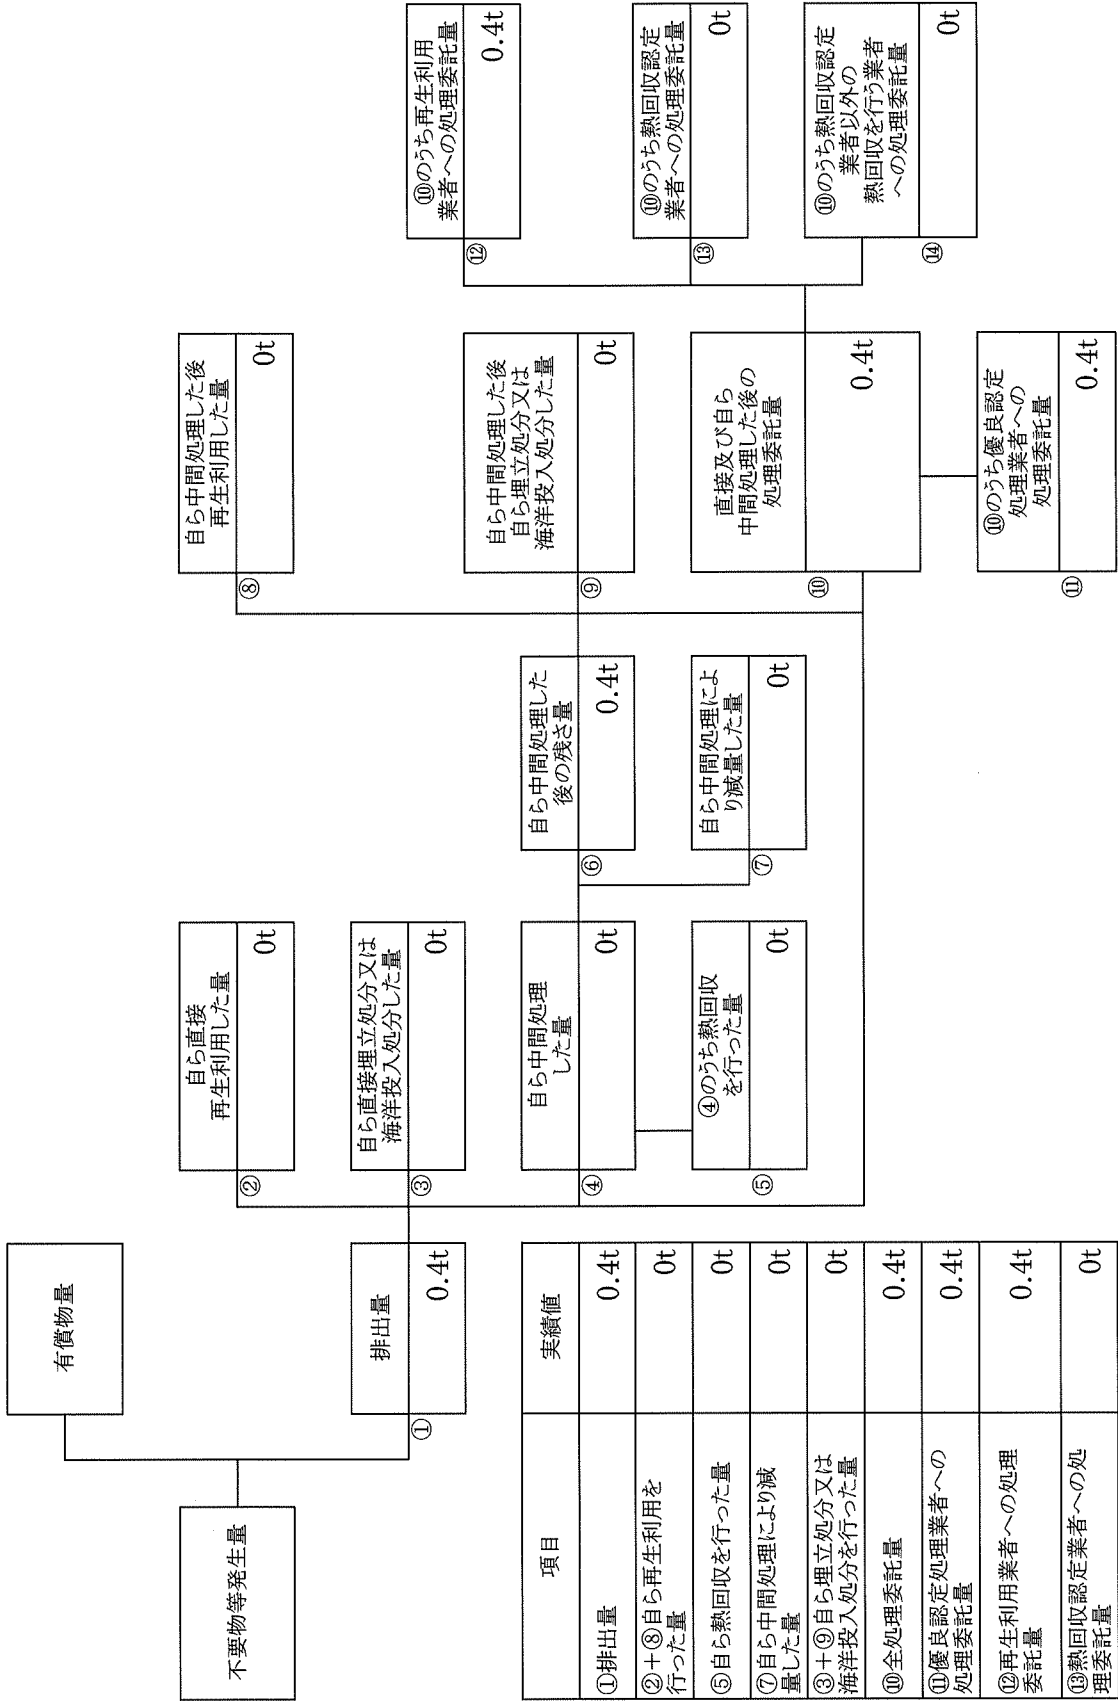 不要物等発生量
有償物量
①
排出量
0.4t
②
自ら直接
再生利用した量
0t
③
自ら直接埋立処分又は
海洋投入処分した量
0t
④
自ら中間処理
した量
0t
⑤
④のうち熱回収
を行った量
0t
⑥
自ら中間処理した
後の残さ量
0.4t
⑦
自ら中間処理によ
り減量した量
0t
⑧
自ら中間処理した後
再生利用した量
0t
⑨
自ら中間処理した後
自ら埋立処分又は
海洋投入処分した量
0t
⑩
直接及び自ら
中間処理した後の
処理委託量
0.4t
⑪
⑩のうち優良認定
処理業者への
処理委託量
0.4t
⑫
⑩のうち再生利用
業者への処理委託量
0.4t
⑬
⑩のうち熱回収認定
業者への処理委託量
0t
⑭
⑩のうち熱回収認定
業者以外の
熱回収を行う業者
への処理委託量
0t
項目 実績値
①排出量 0.4t
②+⑧自ら再生利用を
行った量 0t
⑤自ら熱回収を行った量 0t
⑦自ら中間処理により減
量した量 0t
③+⑨自ら埋立処分又は
海洋投入処分を行った量 0t
⑩全処理委託量 0.4t
⑪優良認定処理業者への
処理委託量 0.4t
⑫再生利用業者への処理
委託量 0.4t
⑬熱回収認定業者への処
理委託量 0t